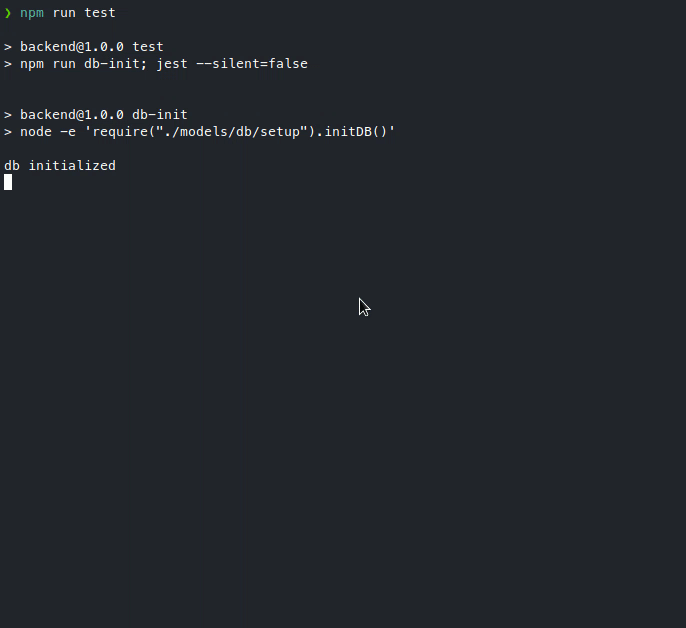 ❯ npm run test
> backend@1.0.0 test
> npm run db-init; jest --silent=false
> backend@1.0.0 db-init
> node -e 'require("./models/db/setup").initDB()'
db initialized